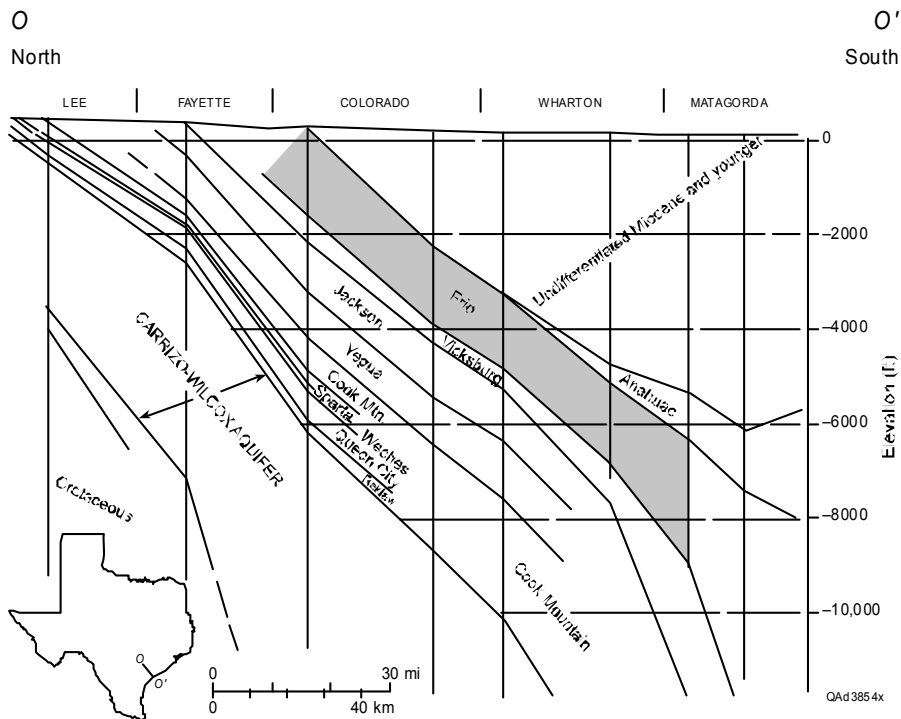 O
O'
North
South
LEE
FAYETTE
COLORADO
WHARTON
MATAGORDA
0
Undifferentiated Miocene and younger
–2000
Frio
Jackson
CARRIZO-WILCOX AQUIFER
–4000
Vicksburg
Yegua
Anahuac
Cook Mtn.
Sparta
Elevation (f.)
Weches
–6000
Queen City
Reklaw
Cretaceous
–8000
Cook Mountain
–10,000
O
O'
0
30 mi
0
40 km
QAd3854x